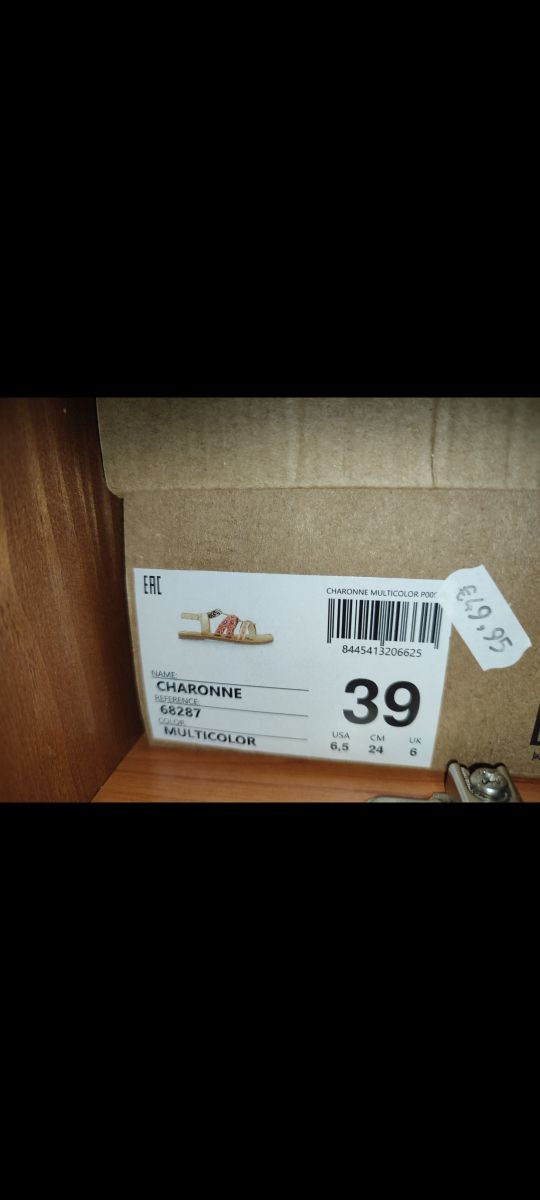 EAC
CHARONNE MULTICOLOR
8445413206625
€49,95
NAME:
CHARONNE
REFERENCE:
68287
COLOR:
MULTICOLOR
39
USA CM UK
6,5 24 6